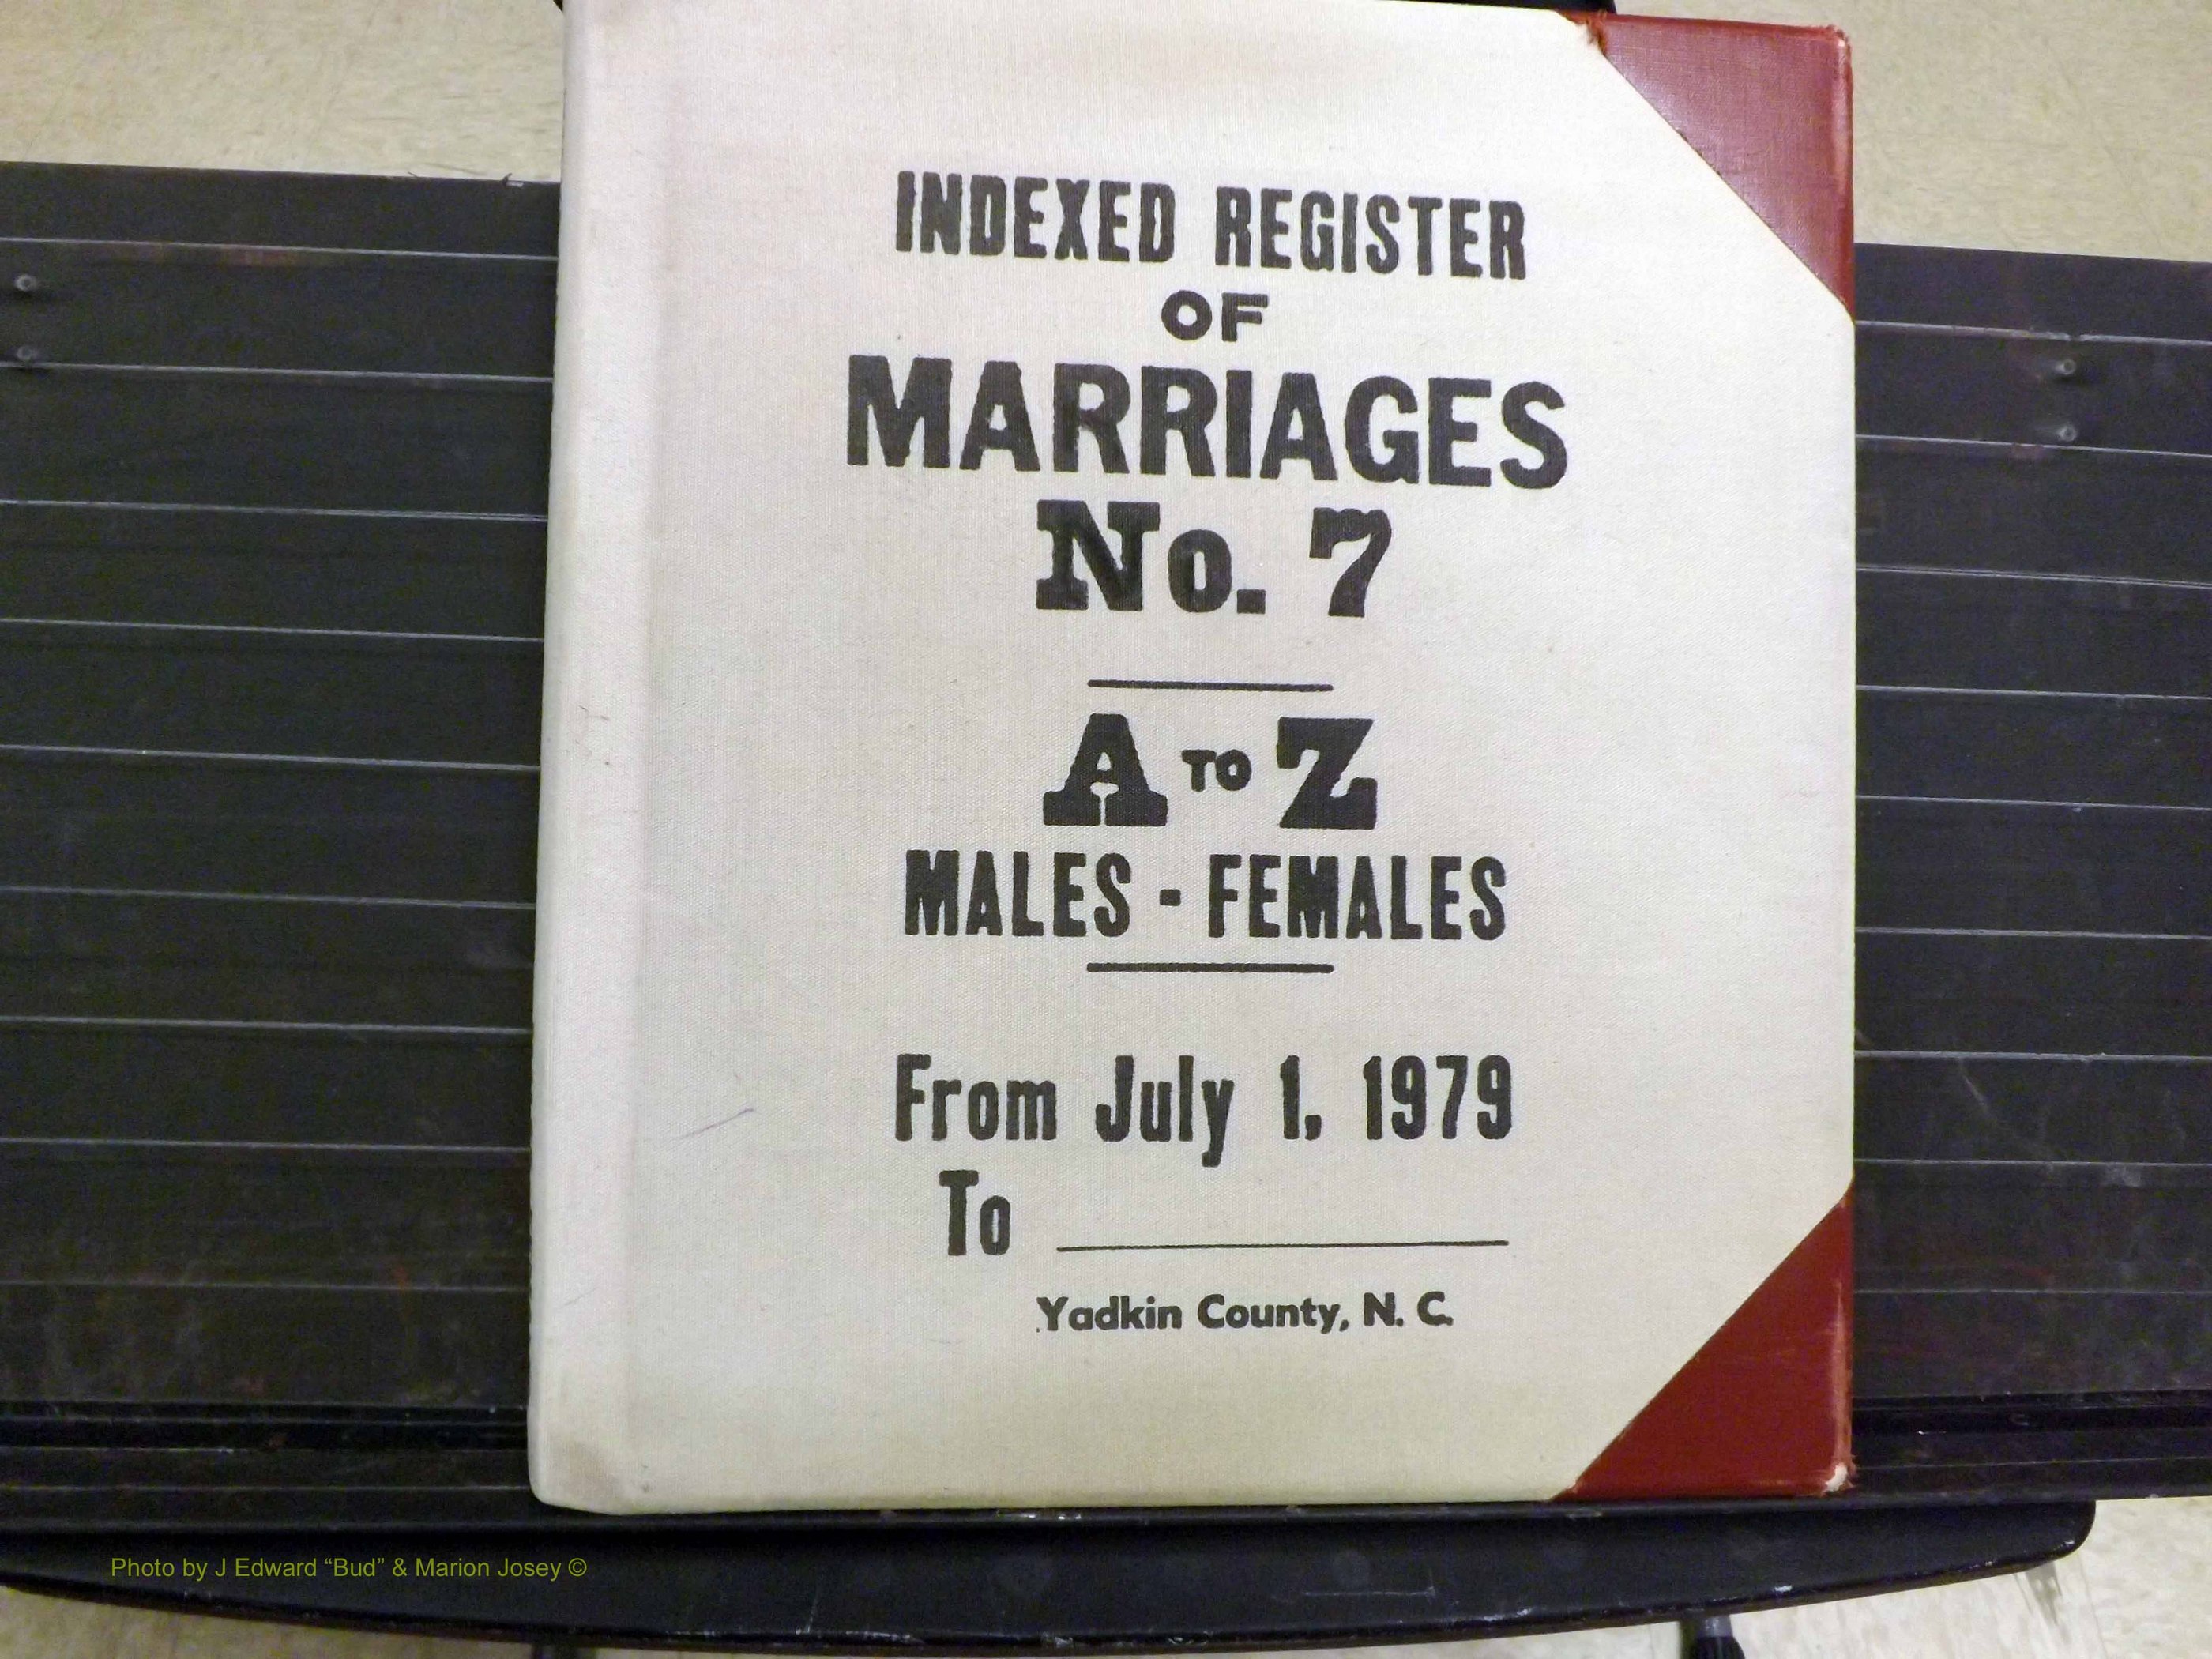 INDEXED REGISTER
OF
MARRIAGES
No. 7
A TO Z
MALES - FEMALES
From July 1, 1979
To
Yadkin County, N. C.
Photo by J Edward “Bud” & Marion Josey ©